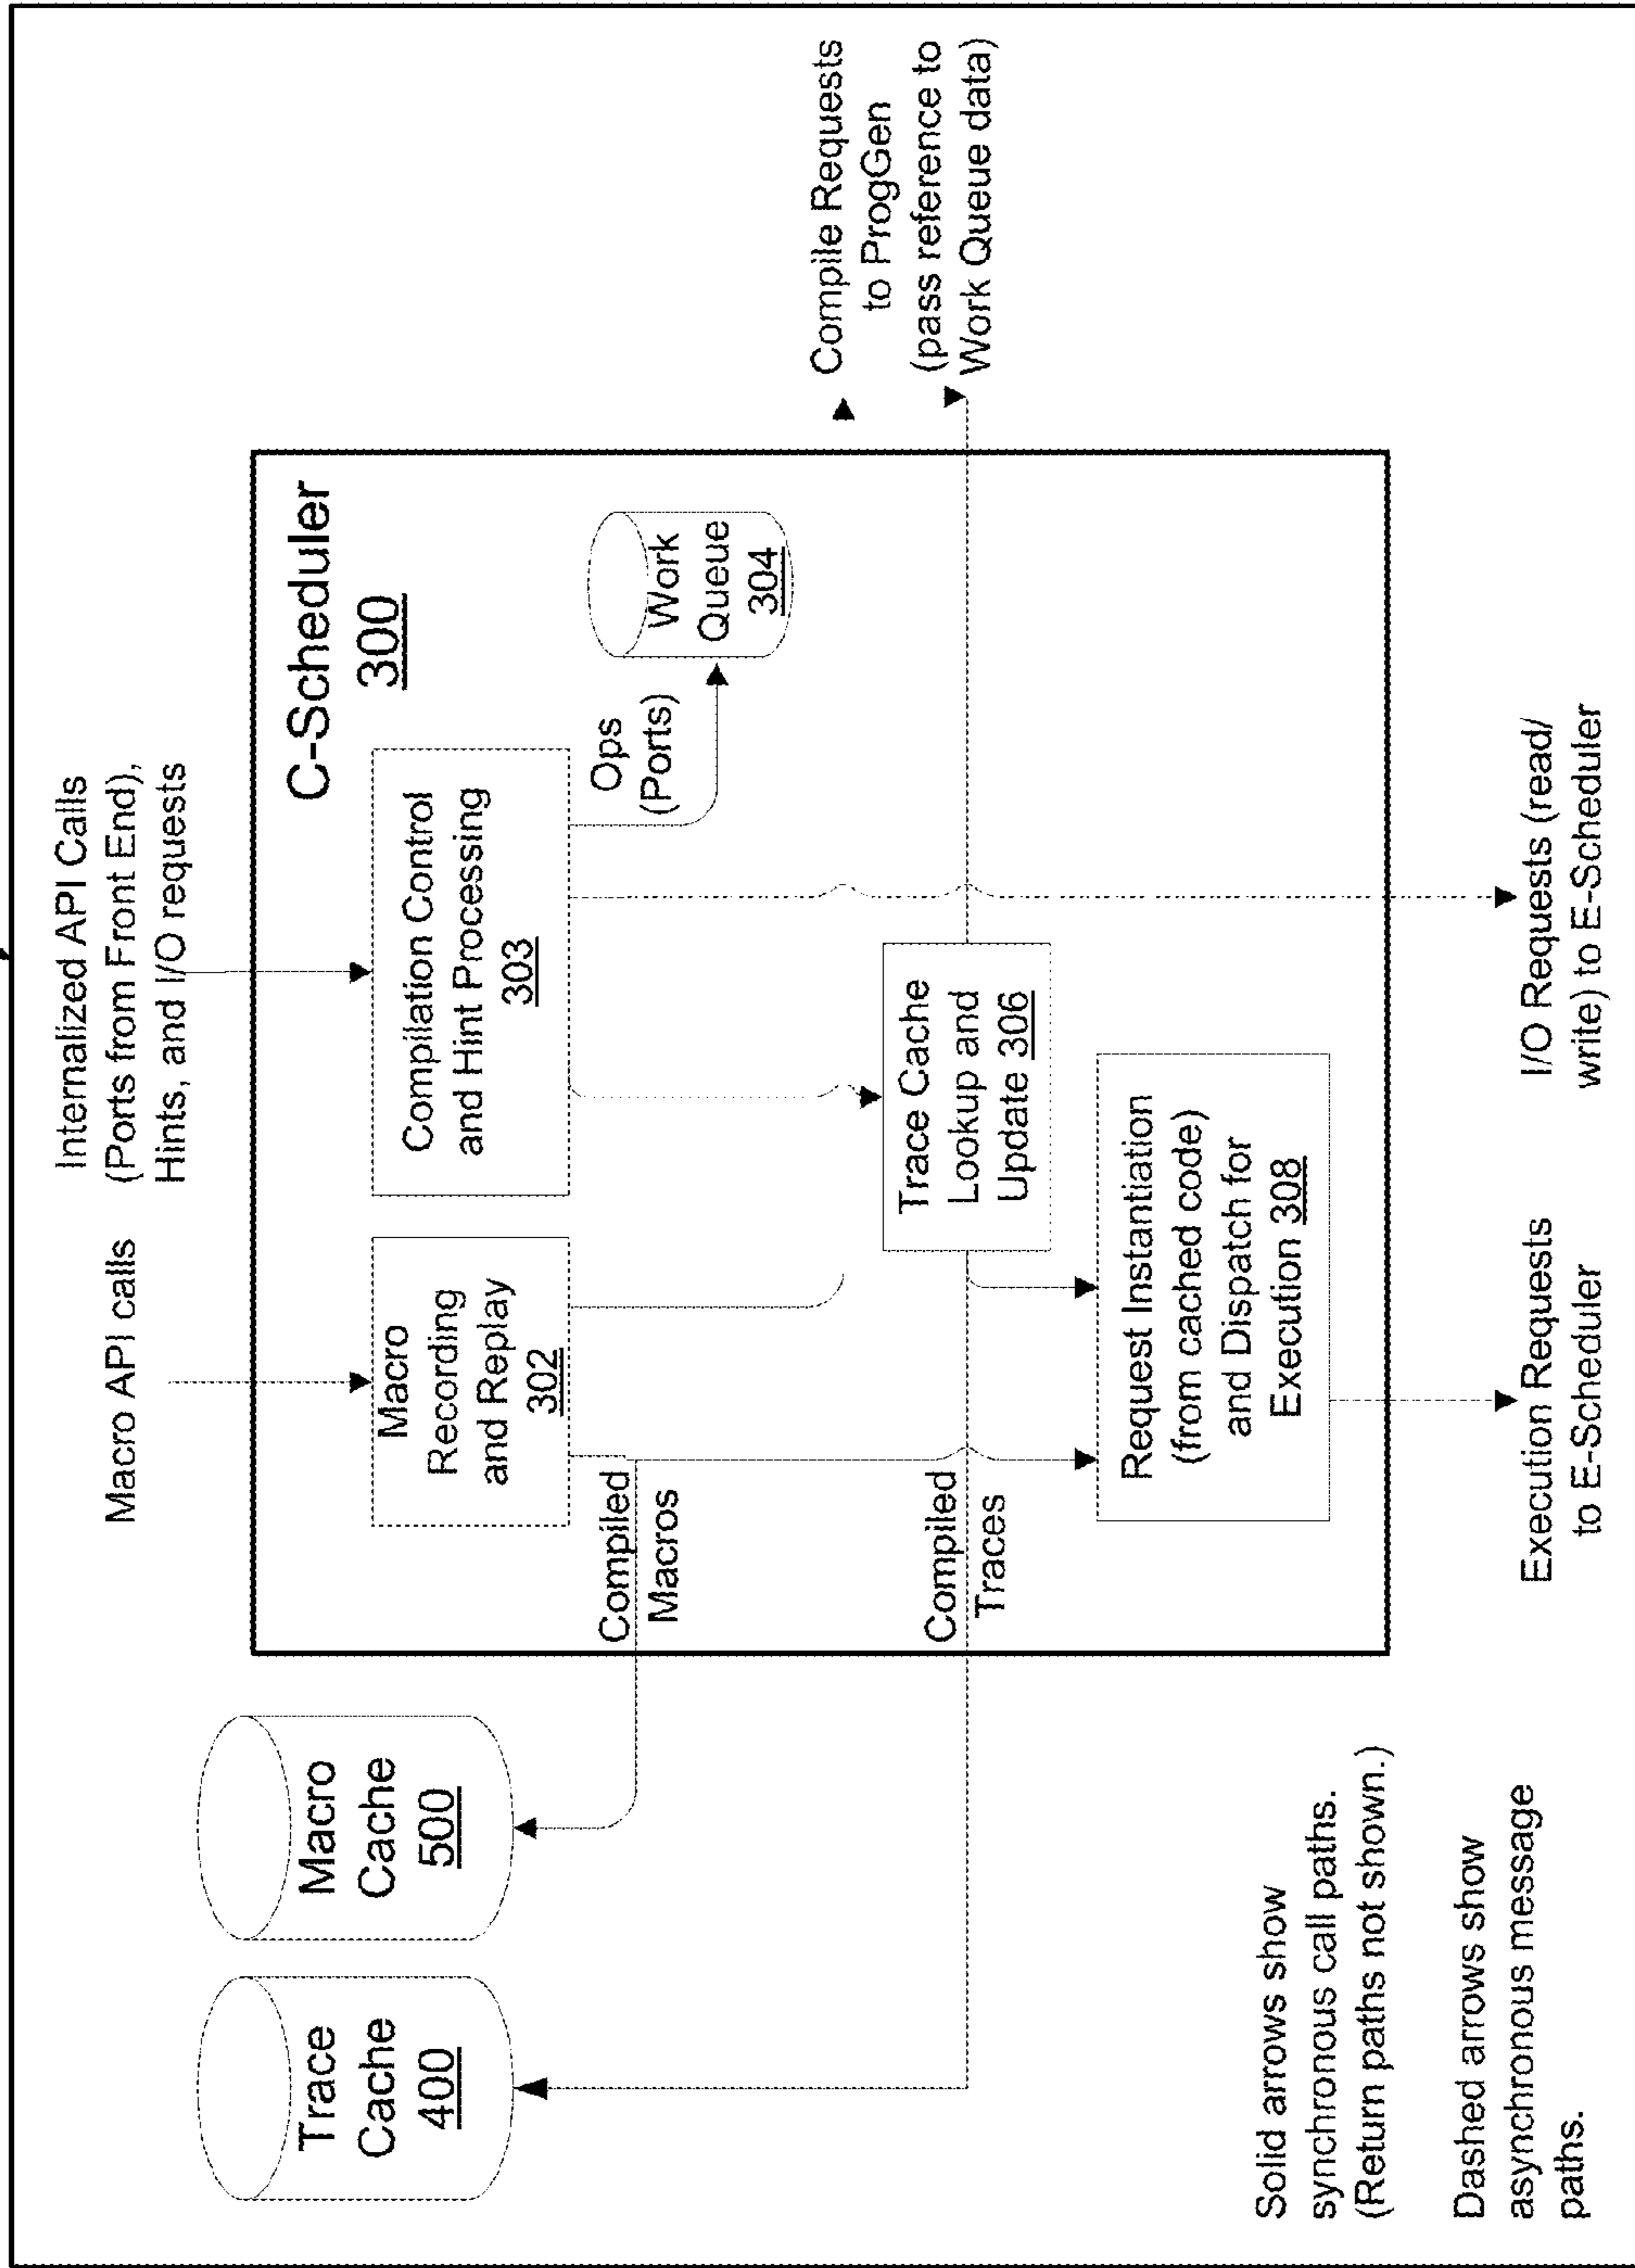 Macro API calls
Internalized API Calls
(Ports from Front End),
Hints, and I/O requests
Trace
Cache
400
Macro
Cache
500
C-Scheduler
300
Macro
Recording
and Replay
302
Compilation Control
and Hint Processing
303
Ops
(Ports)
Work
Queue
304
Compiled
Macros
Compiled
Traces
Trace Cache
Lookup and
Update 306
Request Instantiation
(from cached code)
and Dispatch for
Execution 308
Compile Requests
to ProgGen
(pass reference to
Work Queue data)
Execution Requests
to E-Scheduler
I/O Requests (read/
write) to E-Scheduler
Solid arrows show
synchronous call paths.
(Return paths not shown.)
Dashed arrows show
asynchronous message
paths.